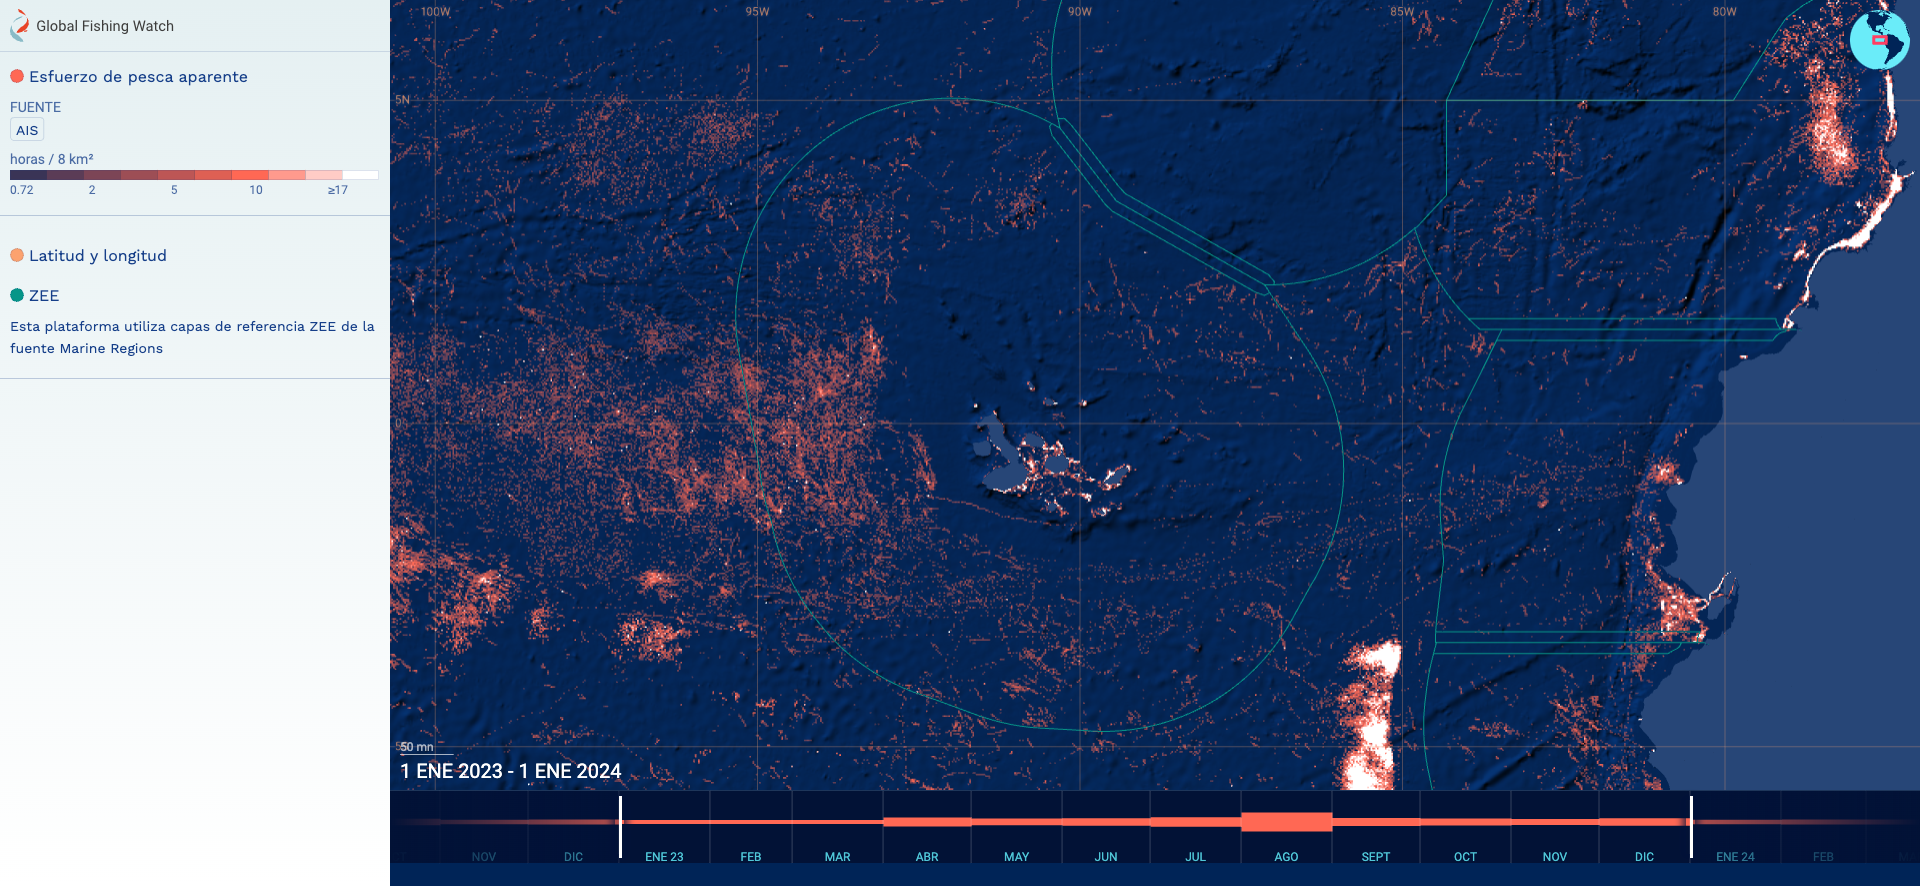 Global Fishing Watch
Esfuerzo de pesca aparente
FUENTE
AIS
horas / 8 km²
0.72 2 5 10 ≥17
Latitud y longitud
ZEE
Esta plataforma utiliza capas de referencia ZEE de la
fuente Marine Regions
100W 95W 90W 85W 80W
5N
0°
50 mn
1 ENE 2023 - 1 ENE 2024
NOV DIC ENE 23 FEB MAR ABR MAY JUN JUL AGO SEPT OCT NOV DIC ENE 24 FEB